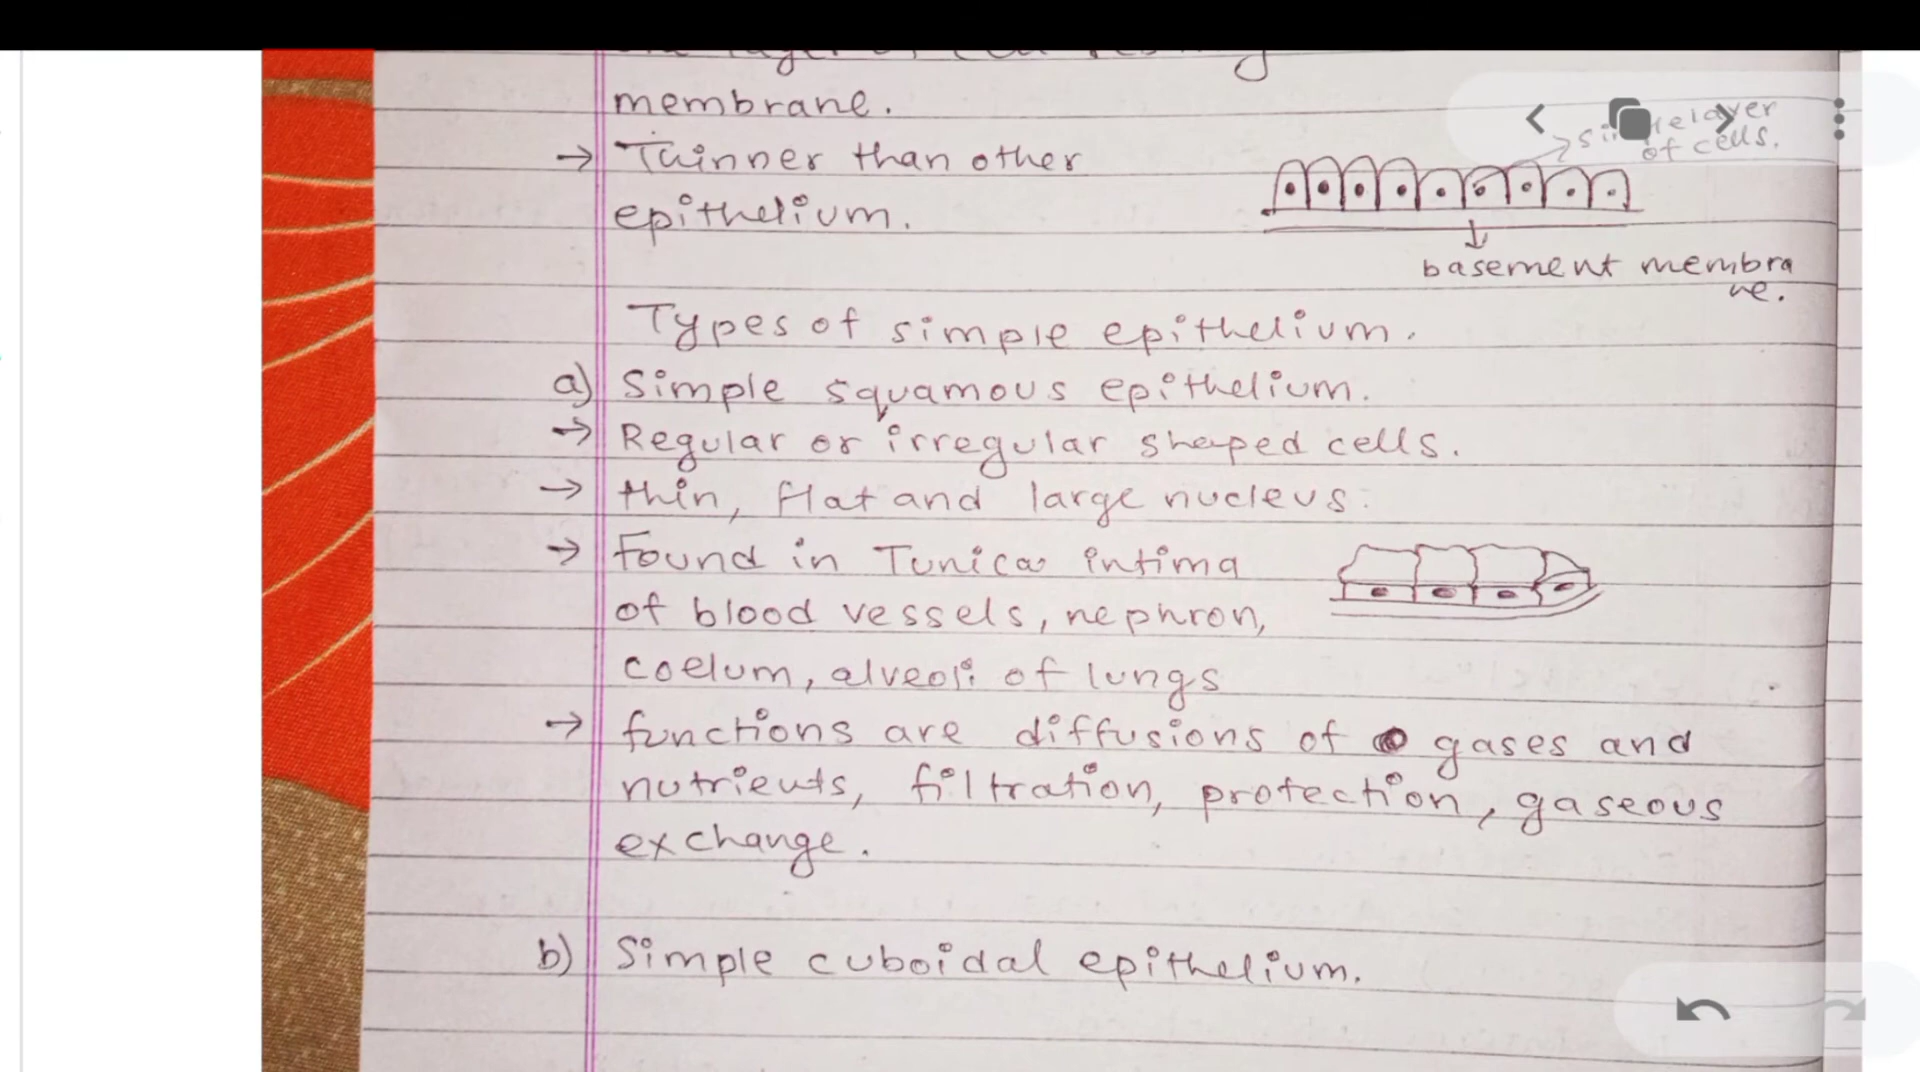 membrane.
→ Thinner than other
epithelium.
layer
of cells.
basement membra
ne.
Types of simple epithelium.
a) Simple squamous epithelium.
→ Regular or irregular shaped cells.
→ thin, flat and large nucleus.
→ Found in Tunica intima
of blood vessels, nephron,
coelum, alveoli of lungs
→ functions are diffusions of gases and
nutrients, filtration, protection, gaseous
exchange.
b) Simple cuboidal epithelium.